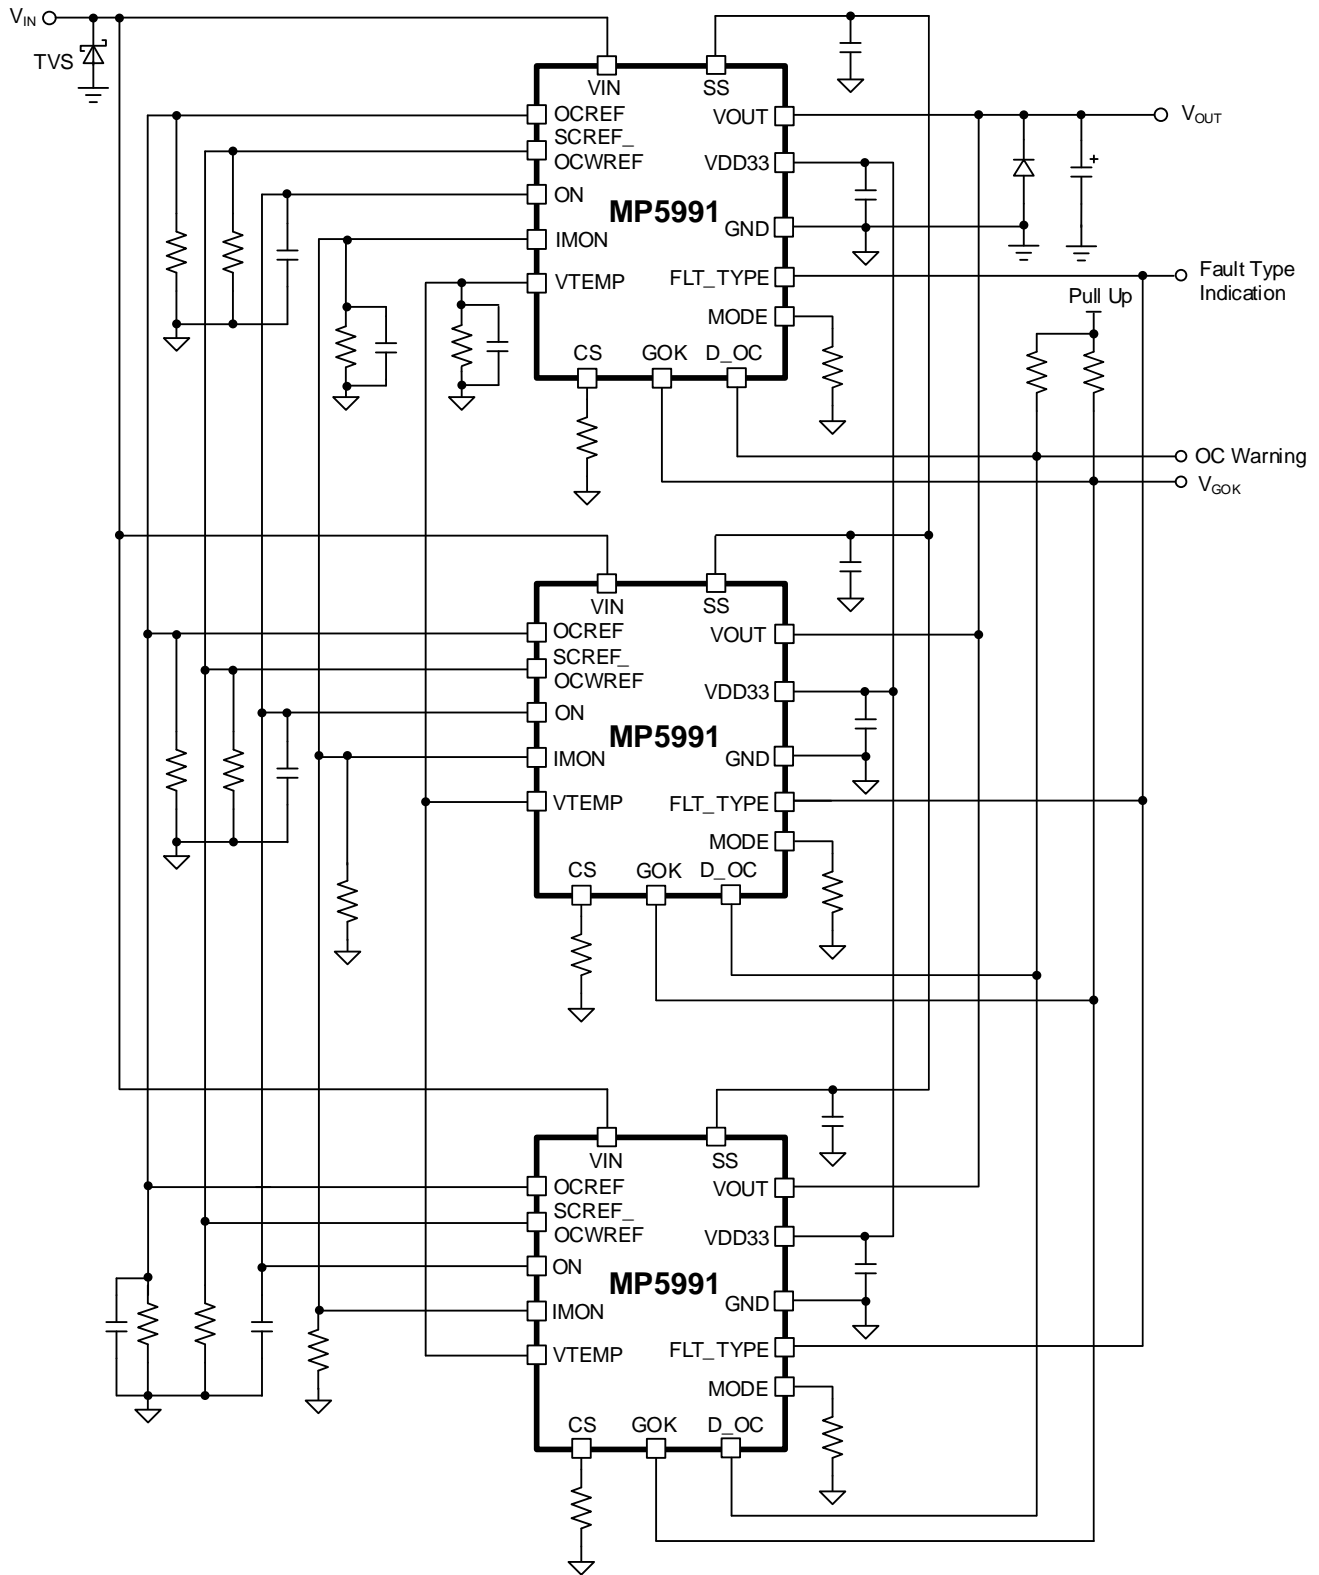 VIN
TVS
VIN
SS
OCREF
SCREF_
OCWREF
ON
IMON
VTEMP
MP5991
VOUT
VDD33
GND
FLT_TYPE
MODE
CS
GOK
D_OC
VOUT
Fault Type
Indication
Pull Up
OC Warning
VGOK
VIN
SS
OCREF
SCREF_
OCWREF
ON
IMON
VTEMP
MP5991
VOUT
VDD33
GND
FLT_TYPE
MODE
CS
GOK
D_OC
VIN
SS
OCREF
SCREF_
OCWREF
ON
IMON
VTEMP
MP5991
VOUT
VDD33
GND
FLT_TYPE
MODE
CS
GOK
D_OC
+